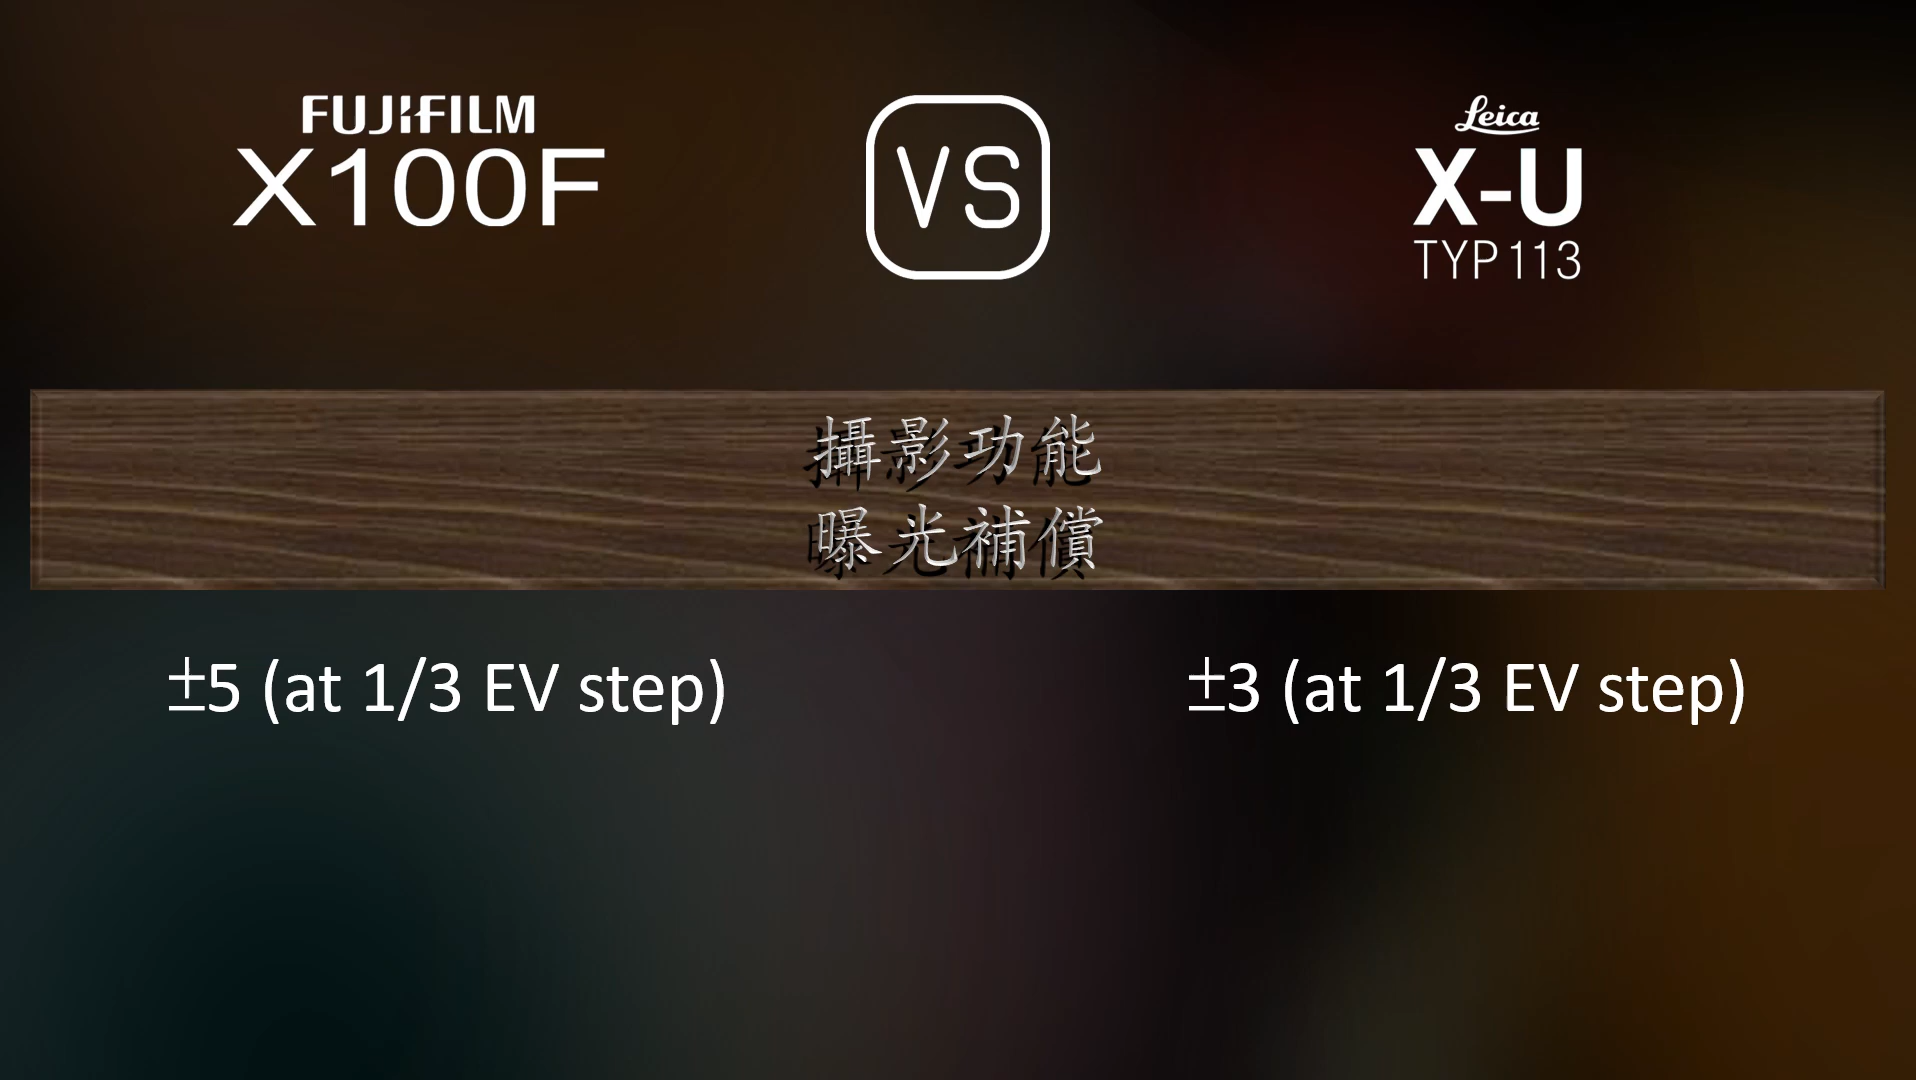 FUJIFILM
X100F
VS
Leica
X-U
TYP 113
攝影功能
曝光補償
±5 (at 1/3 EV step)
±3 (at 1/3 EV step)